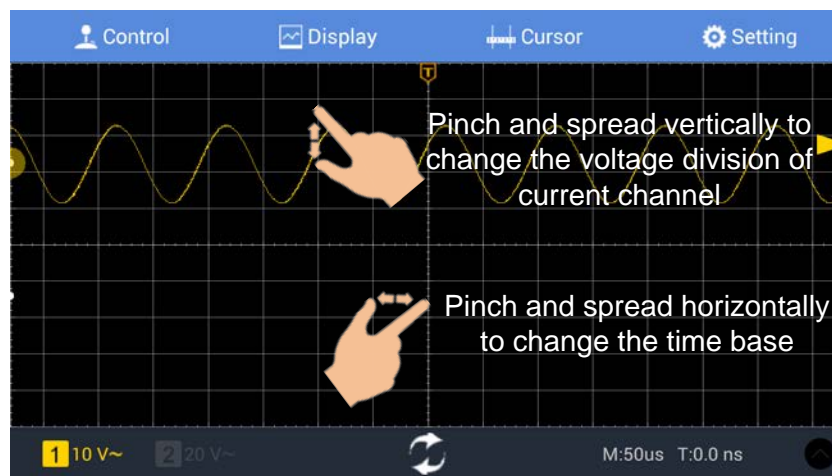 Control Display Cursor Setting
T
Pinch and spread vertically to
change the voltage division of
current channel
Pinch and spread horizontally
to change the time base
1 10 V~ 2 20 V~ M:50us T:0.0 ns